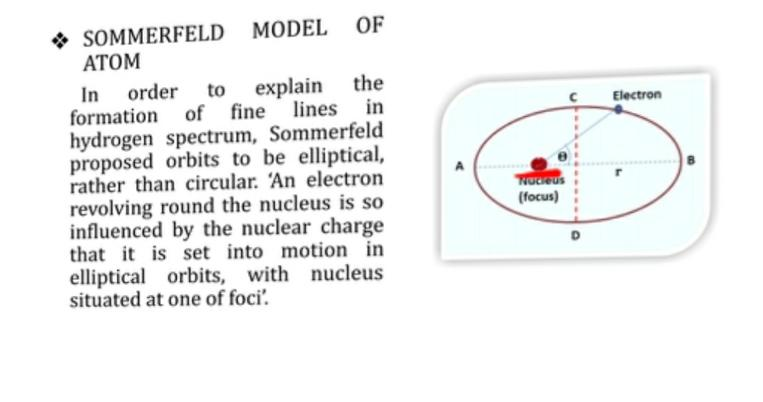 ❖ SOMMERFELD MODEL OF
ATOM
In order to explain the
formation of fine lines in
hydrogen spectrum, Sommerfeld
proposed orbits to be elliptical,
rather than circular. ‘An electron
revolving round the nucleus is so
influenced by the nuclear charge
that it is set into motion in
elliptical orbits, with nucleus
situated at one of foci’.
C Electron
A θ B
r
Nucleus
(focus)
D